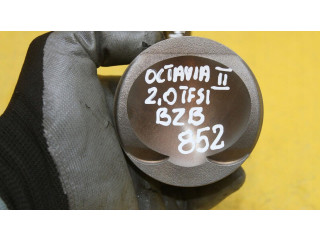 OCTAVIA II
2,0TFSI
BZB
852